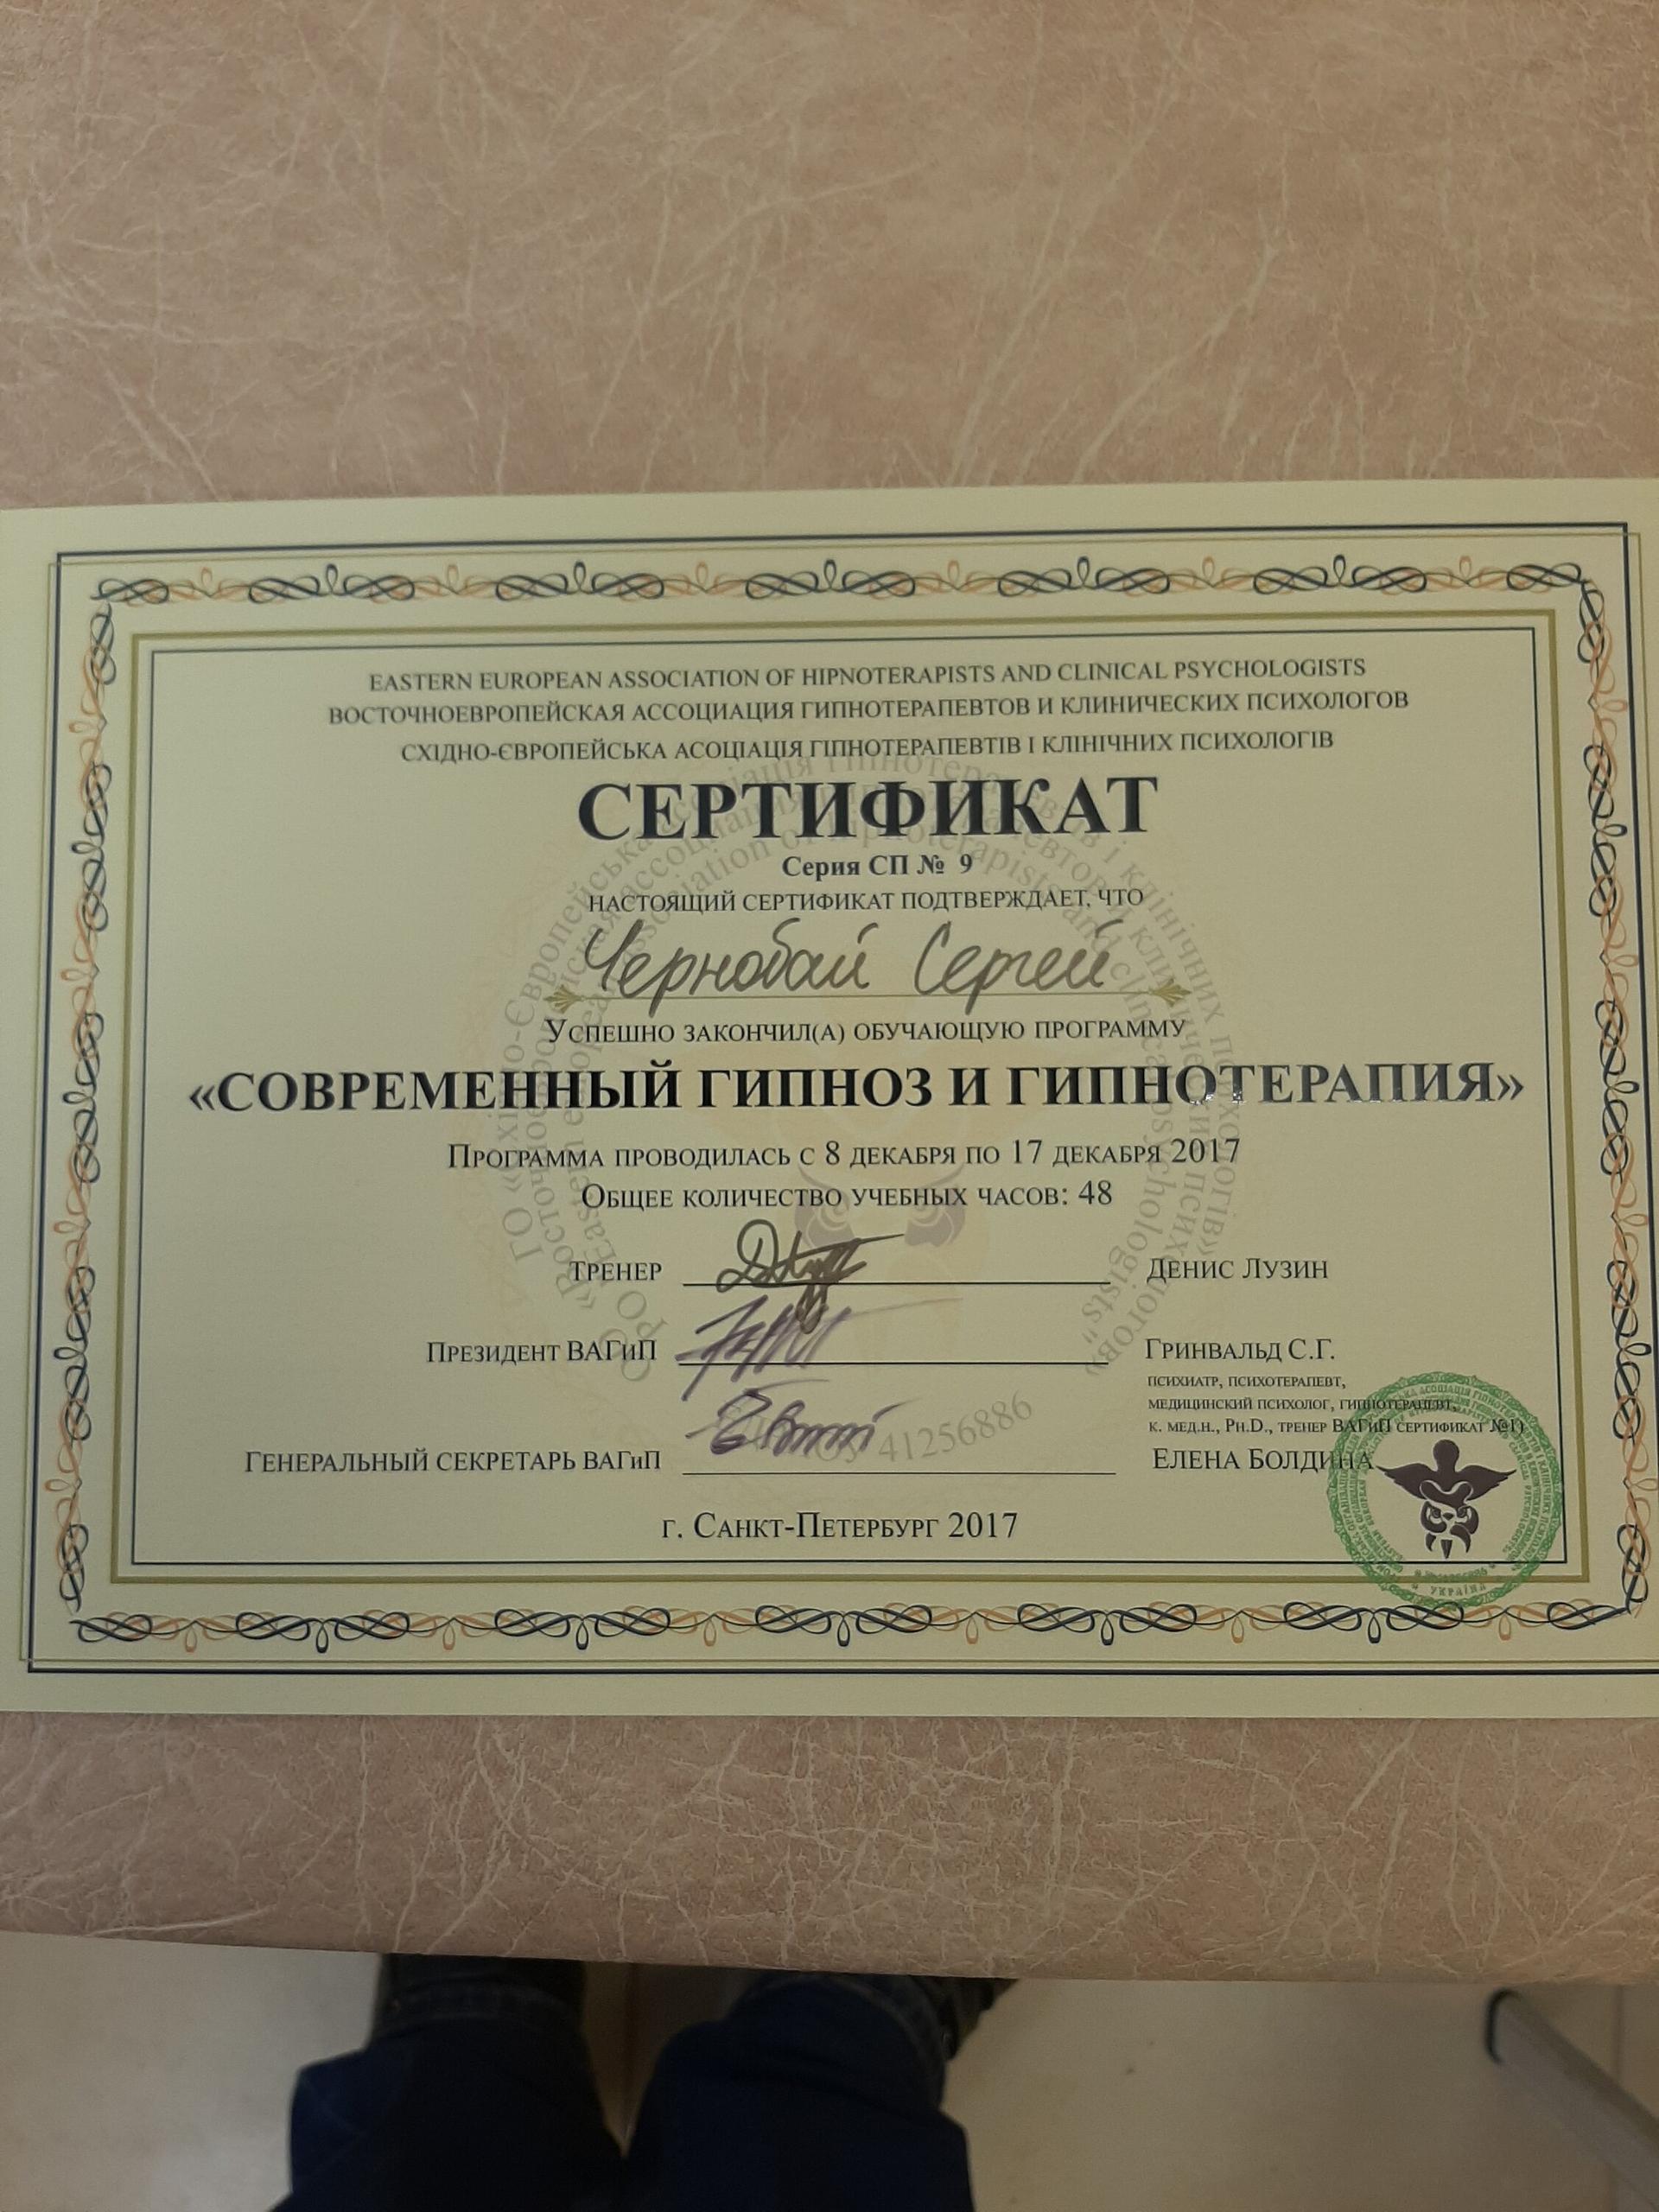 EASTERN EUROPEAN ASSOCIATION OF HIPNOTERAPISTS AND CLINICAL PSYCHOLOGISTS
ВОСТОЧНОЕВРОПЕЙСКАЯ АССОЦИАЦИЯ ГИПНОТЕРАПЕВТОВ И КЛИНИЧЕСКИХ ПСИХОЛОГОВ
СХІДНО-ЄВРОПЕЙСЬКА АСОЦІАЦІЯ ГІПНОТЕРАПЕВТІВ І КЛІНІЧНИХ ПСИХОЛОГІВ
СЕРТИФИКАТ
Серия СП № 9
НАСТОЯЩИЙ СЕРТИФИКАТ ПОДТВЕРЖДАЕТ, ЧТО
Чернобай Сергей
УСПЕШНО ЗАКОНЧИЛ(А) ОБУЧАЮЩУЮ ПРОГРАММУ
«СОВРЕМЕННЫЙ ГИПНОЗ И ГИПНОТЕРАПИЯ»
ПРОГРАММА ПРОВОДИЛАСЬ С 8 ДЕКАБРЯ ПО 17 ДЕКАБРЯ 2017
ОБЩЕЕ КОЛИЧЕСТВО УЧЕБНЫХ ЧАСОВ: 48
ТРЕНЕР ДЕНИС ЛУЗИН
ПРЕЗИДЕНТ ВАГиП ГРИНВАЛЬД С.Г.
ПСИХИАТР, ПСИХОТЕРАПЕВТ,
МЕДИЦИНСКИЙ ПСИХОЛОГ, ГИПНОТЕРАПЕВТ,
К. МЕД.Н., PH.D., ТРЕНЕР ВАГиП СЕРТИФИКАТ №1)
ГЕНЕРАЛЬНЫЙ СЕКРЕТАРЬ ВАГиП ЕЛЕНА БОЛДИНА
41256886
г. САНКТ-ПЕТЕРБУРГ 2017
УКРАЇНА